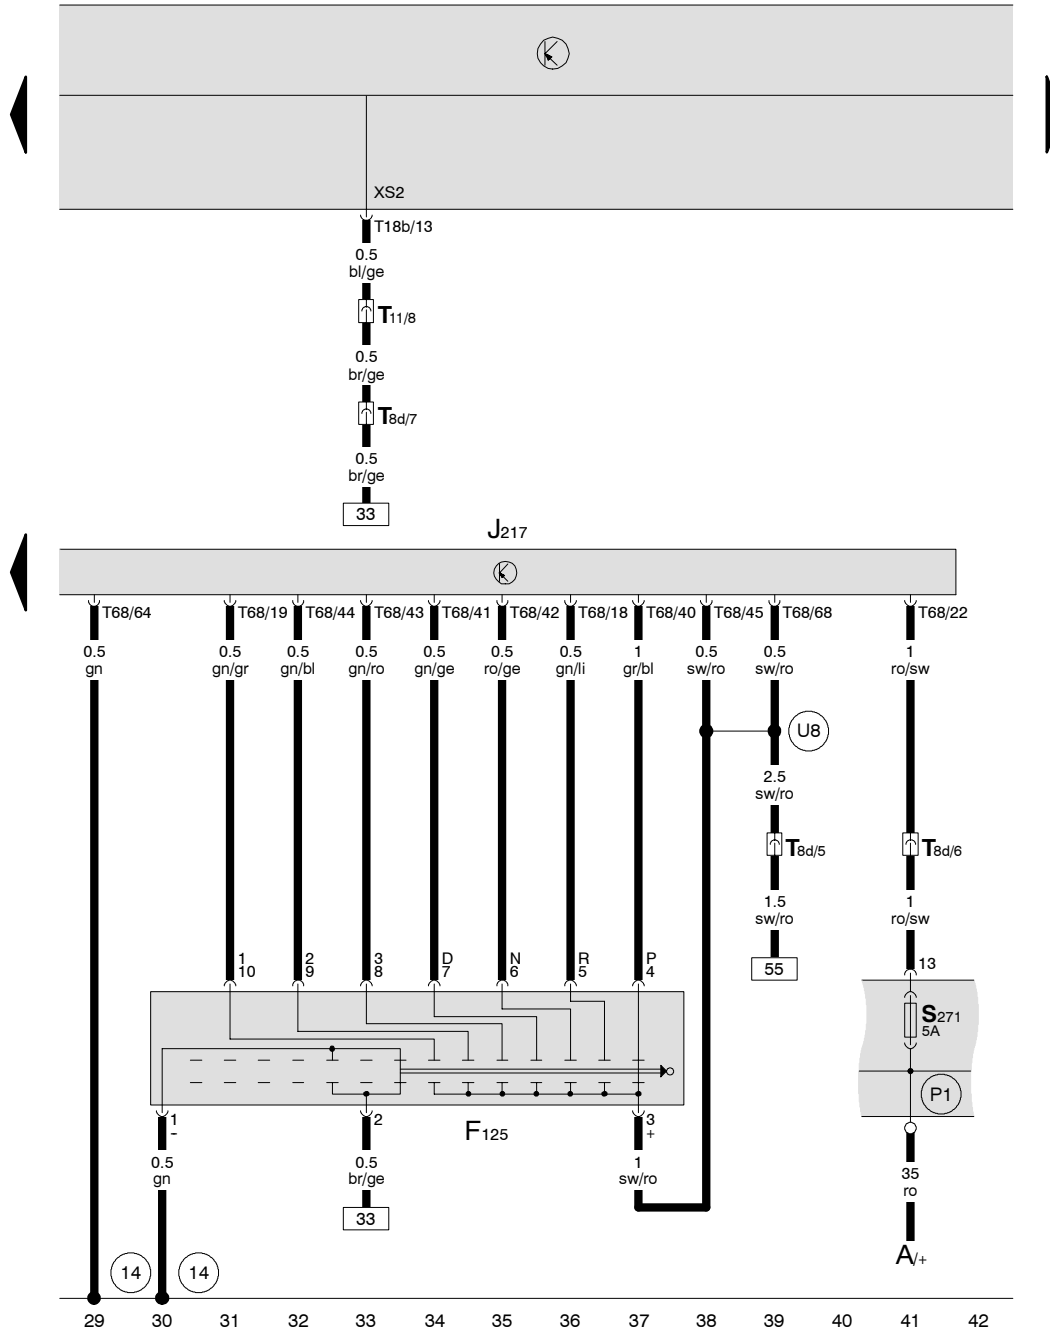 XS2
T18b/13
0.5
bl/ge
T11/8
0.5
br/ge
T8d/7
0.5
br/ge
33
J217
T68/64 T68/19 T68/44 T68/43 T68/41 T68/42 T68/18 T68/40 T68/45 T68/68 T68/22
0.5 0.5 0.5 0.5 0.5 0.5 0.5 1 0.5 0.5 1
gn gn/gr gn/bl gn/ro gn/ge ro/ge gn/li gr/bl sw/ro sw/ro ro/sw
U8
2.5
sw/ro
T8d/5 T8d/6
1.5 1
sw/ro ro/sw
1 2 3 D N R P 13
10 9 8 7 6 5 4
55
S271
5A
P1
1 2 3
- +
F125
0.5 0.5 1 35
gn br/ge sw/ro ro
33
A/+
14 14
29 30 31 32 33 34 35 36 37 38 39 40 41 42